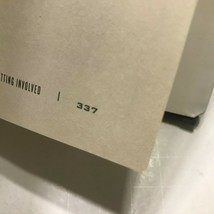 TTING INVOLVED | 337